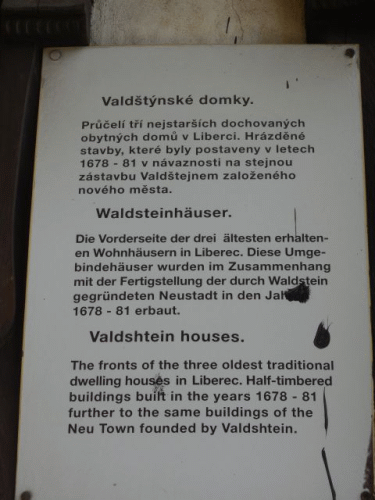 Valdštýnské domky.
Průčelí tří nejstarších dochovaných
obytných domů v Liberci. Hrázděné
stavby, které byly postaveny v letech
1678 - 81 v návaznosti na stejnou
zástavbu Valdštejnem založeného
nového města.
Waldsteinhäuser.
Die Vorderseite der drei ältesten erhalten-
en Wohnhäusern in Liberec. Diese Umge-
bindehäuser wurden im Zusammenhang
mit der Fertigstellung der durch Waldstein
gegründeten Neustadt in den
1678 - 81 erbaut.
Valdshtein houses.
The fronts of the three oldest traditional
dwelling houses in Liberec. Half-timbered
buildings built in the years 1678 - 81
further to the same buildings of the
Neu Town founded by Valdshtein.